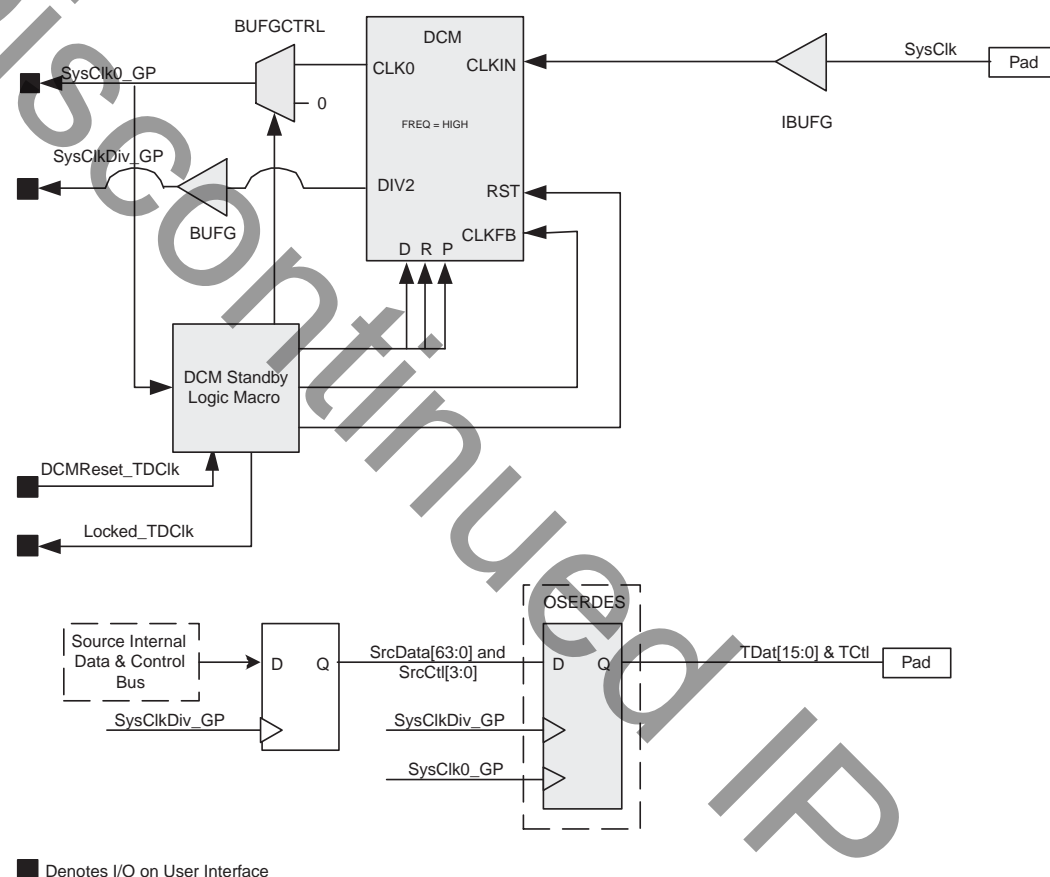 BUFGCTRL
DCM
SysClk
Pad
SysClk0_GP
CLK0
CLKIN
0
FREQ = HIGH
IBUFG
SysClkDiv_GP
DIV2
RST
BUFG
CLKFB
D R P
DCM Standby
Logic Macro
DCMReset_TDClk
Locked_TDClk
OSERDES
Source Internal
Data & Control
Bus
D
Q
SrcData[63:0] and
SrcCtl[3:0]
D
Q
TDat[15:0] & TCtl
Pad
SysClkDiv_GP
SysClkDiv_GP
SysClk0_GP
Denotes I/O on User Interface
Discontinued IP